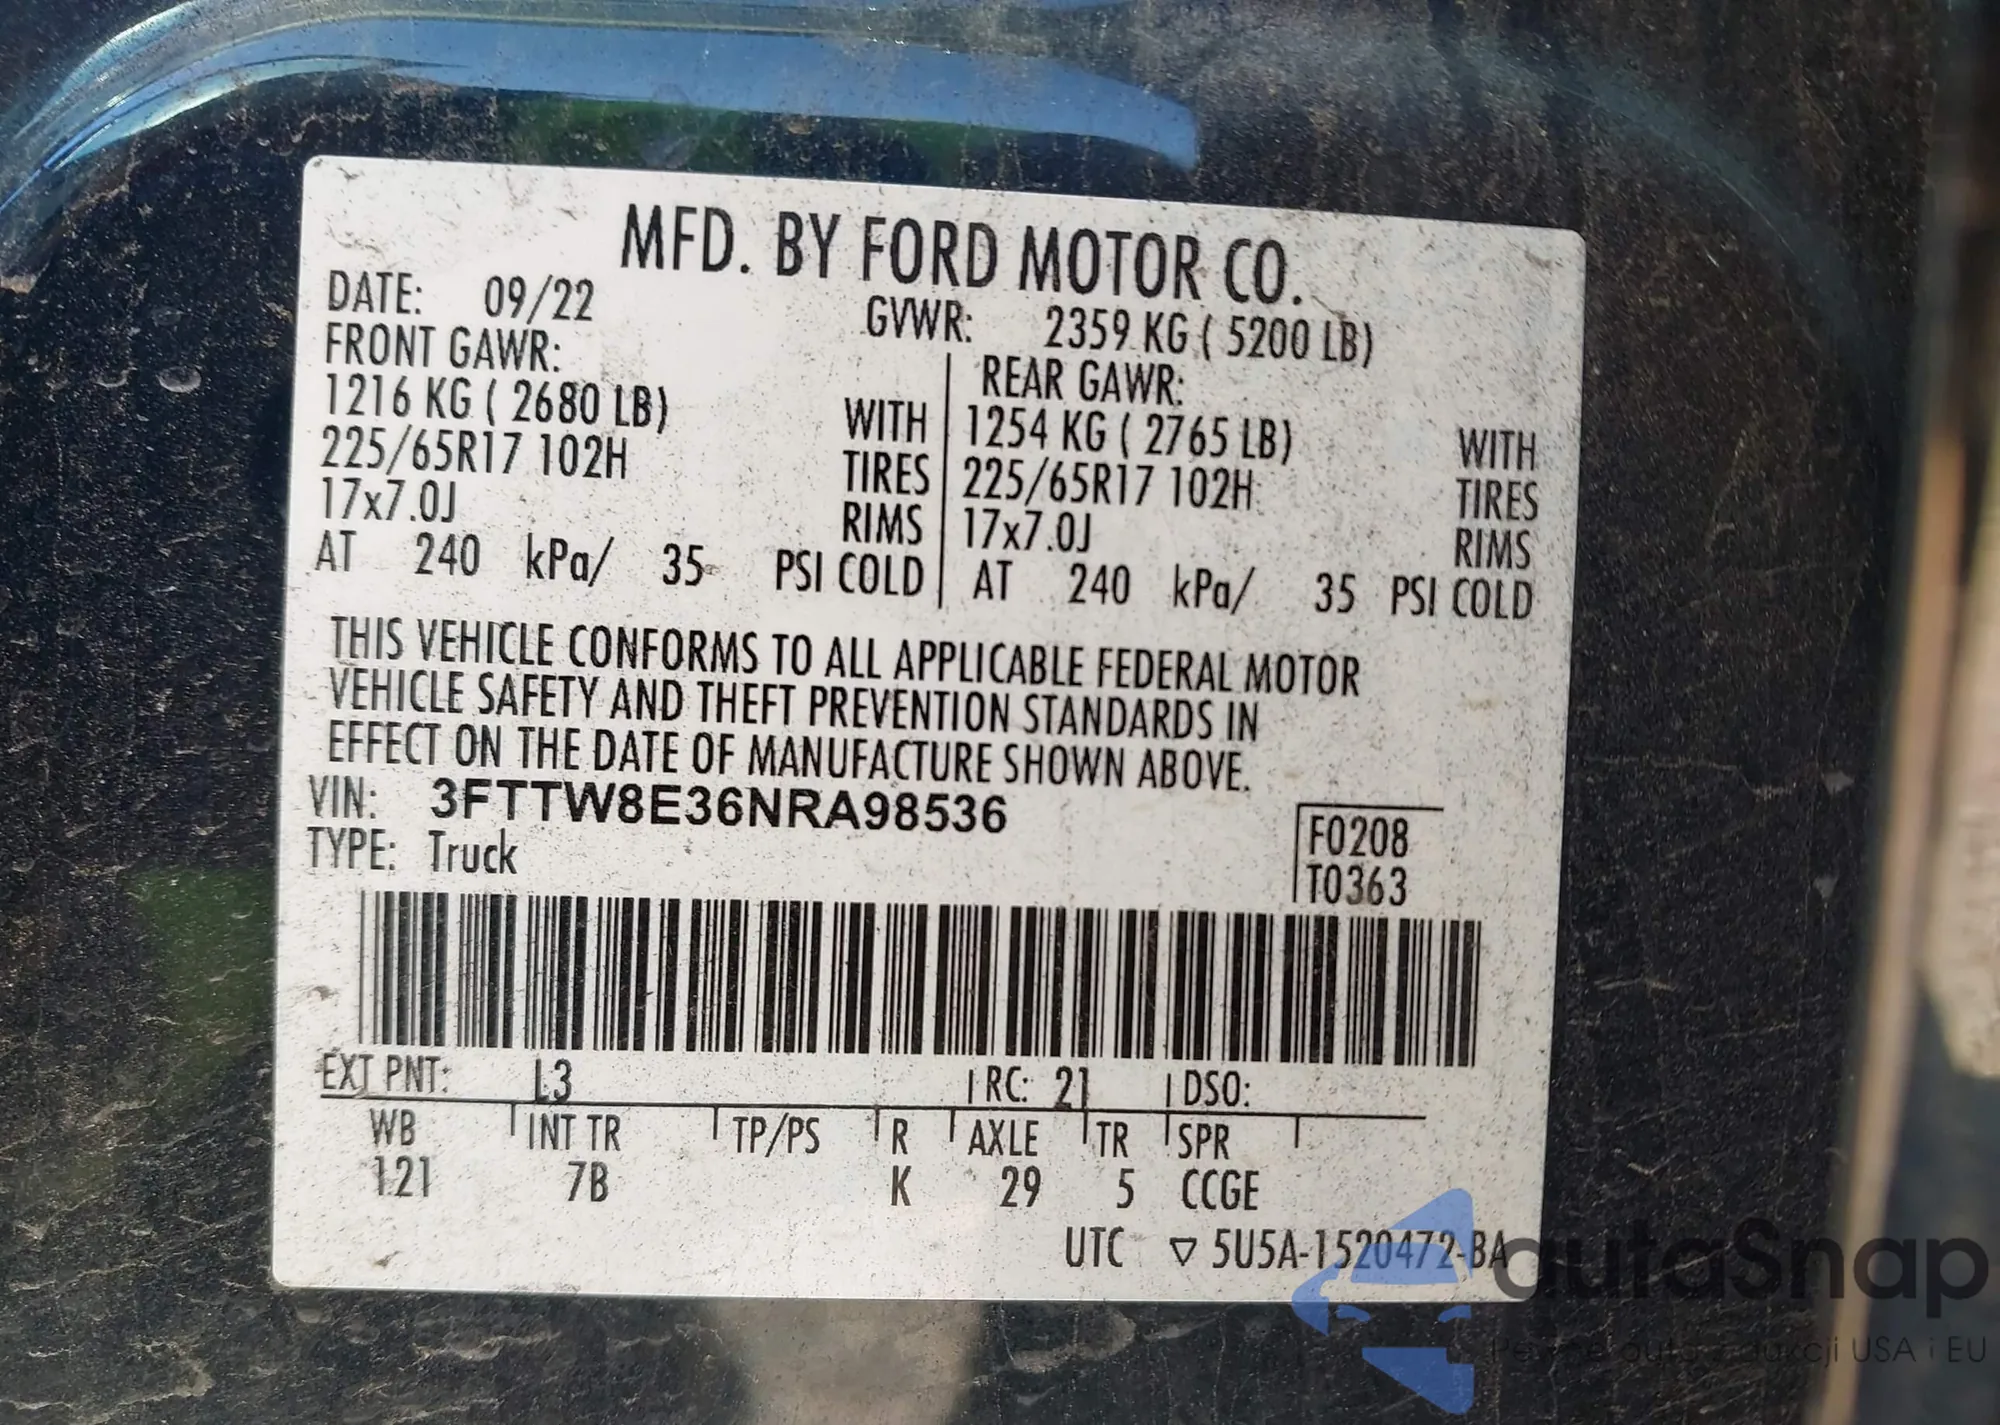 MFD. BY FORD MOTOR CO.
DATE: 09/22 GVWR: 2359 KG ( 5200 LB)
FRONT GAWR: REAR GAWR:
1216 KG ( 2680 LB) WITH 1254 KG ( 2765 LB) WITH
225/65R17 102H TIRES 225/65R17 102H TIRES
17x7.0J RIMS 17x7.0J RIMS
AT 240 kPa/ 35 PSI COLD AT 240 kPa/ 35 PSI COLD
THIS VEHICLE CONFORMS TO ALL APPLICABLE FEDERAL MOTOR
VEHICLE SAFETY AND THEFT PREVENTION STANDARDS IN
EFFECT ON THE DATE OF MANUFACTURE SHOWN ABOVE.
VIN: 3FTTW8E36NRA98536
TYPE: Truck
F0208
T0363
EXT PNT: L3 RC: 21 DSO:
WB INT TR TP/PS R AXLE TR SPR
121 7B K 29 5 CCGE
UTC ▽ 5U5A-1520472-BA
autaSnap
USA i EU